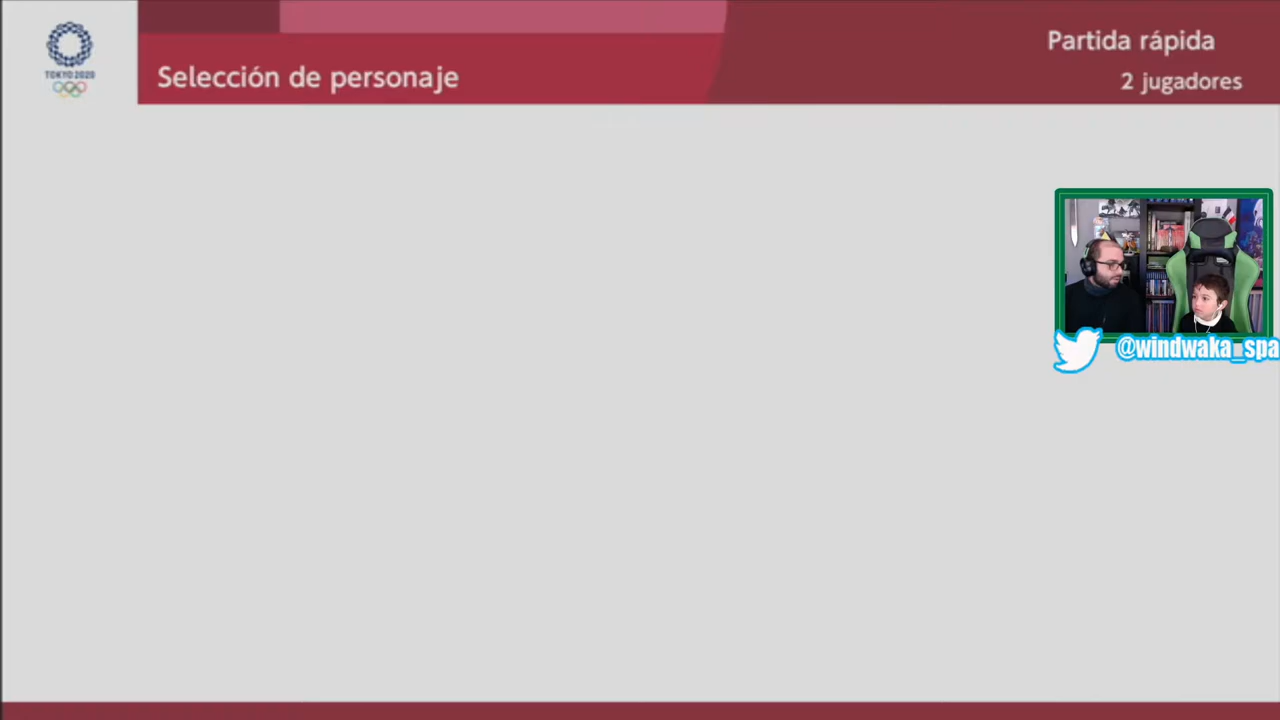 TOKYO 2020
Selección de personaje
Partida rápida
2 jugadores
@windwaka_spa